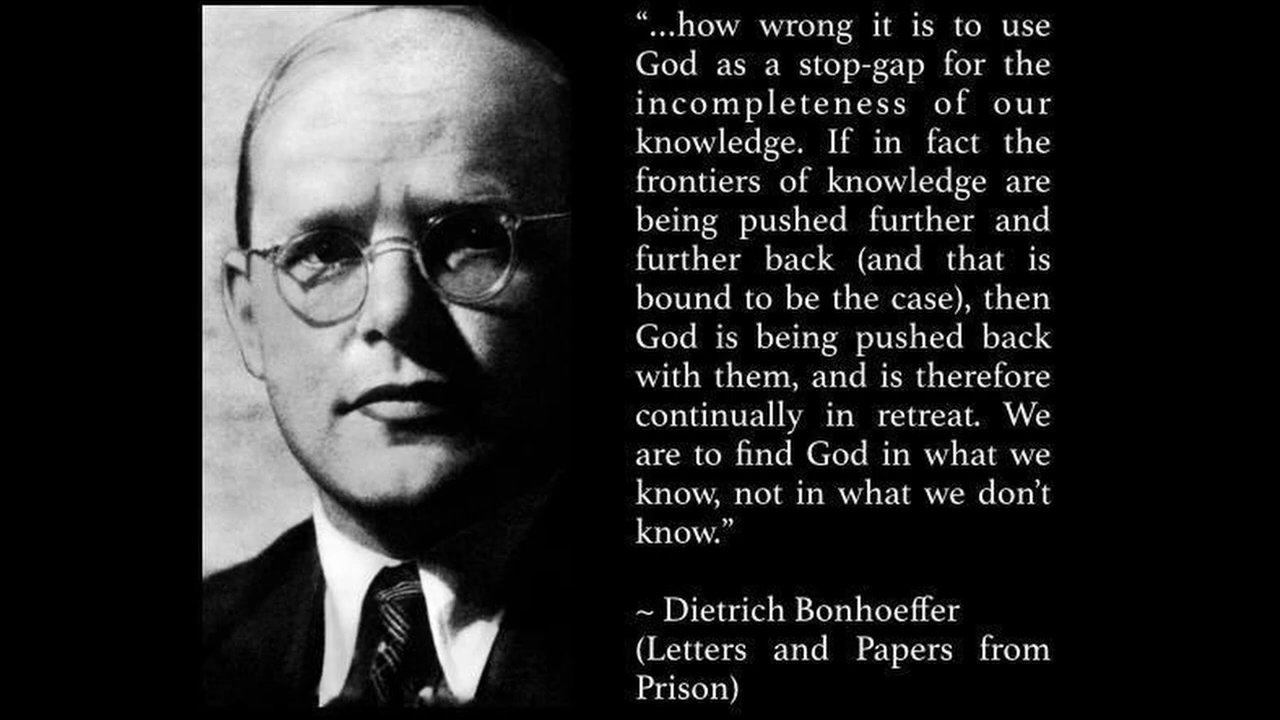 “...how wrong it is to use
God as a stop-gap for the
incompleteness of our
knowledge. If in fact the
frontiers of knowledge are
being pushed further and
further back (and that is
bound to be the case), then
God is being pushed back
with them, and is therefore
continually in retreat. We
are to find God in what we
know, not in what we don’t
know.”
~ Dietrich Bonhoeffer
(Letters and Papers from
Prison)